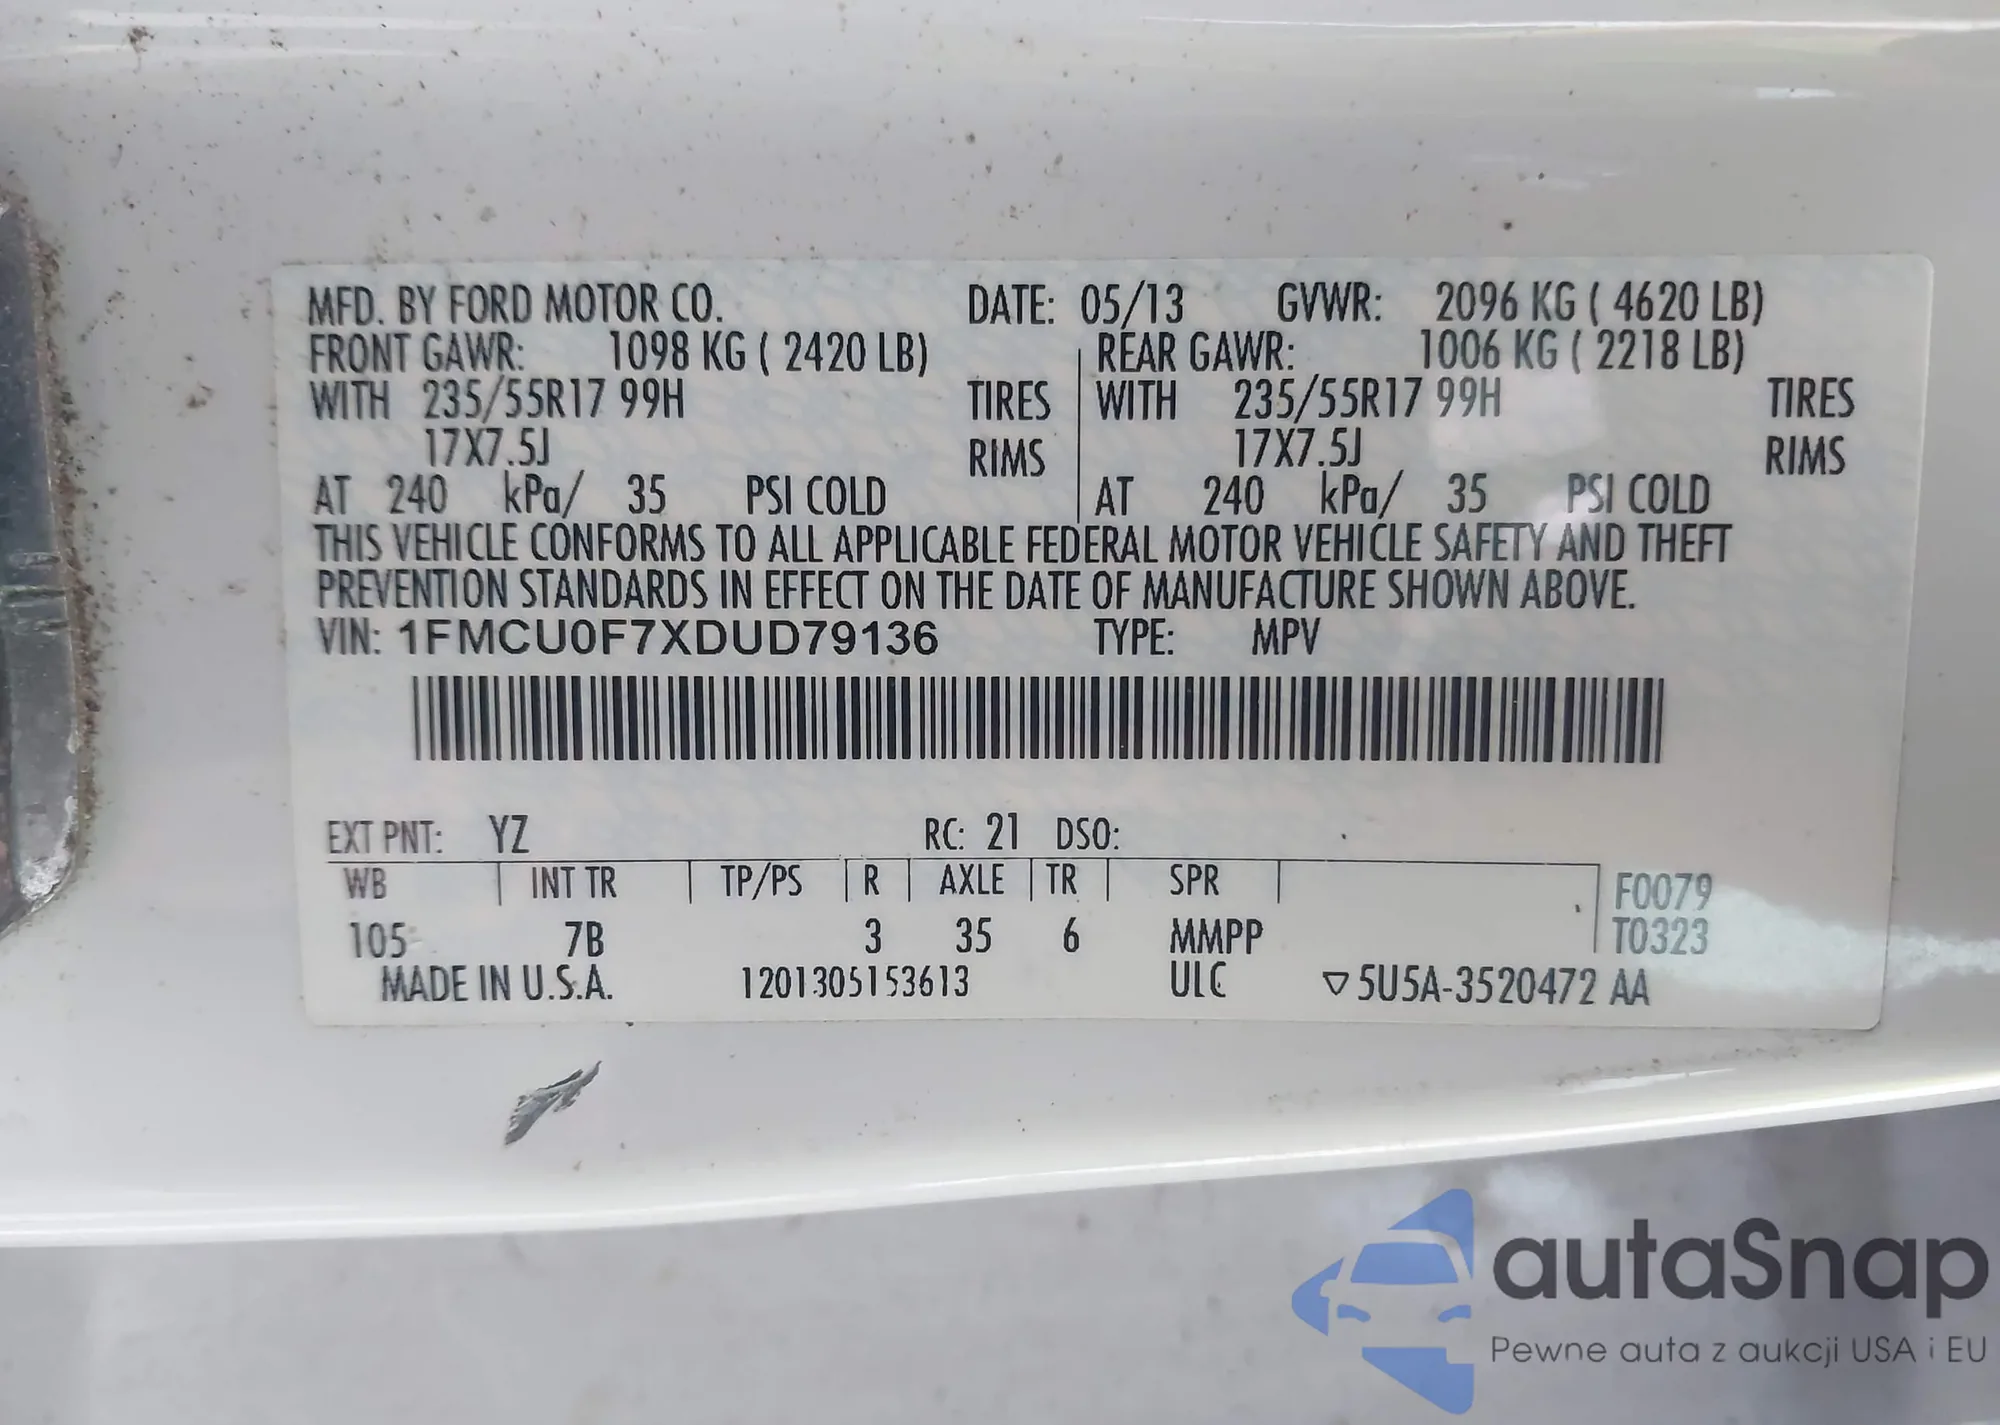 MFD. BY FORD MOTOR CO. DATE: 05/13 GVWR: 2096 KG ( 4620 LB)
FRONT GAWR: 1098 KG ( 2420 LB) REAR GAWR: 1006 KG ( 2218 LB)
WITH 235/55R17 99H TIRES WITH 235/55R17 99H TIRES
17X7.5J RIMS 17X7.5J RIMS
AT 240 kPa/ 35 PSI COLD AT 240 kPa/ 35 PSI COLD
THIS VEHICLE CONFORMS TO ALL APPLICABLE FEDERAL MOTOR VEHICLE SAFETY AND THEFT
PREVENTION STANDARDS IN EFFECT ON THE DATE OF MANUFACTURE SHOWN ABOVE.
VIN: 1FMCU0F7XDUD79136 TYPE: MPV
EXT PNT: YZ RC: 21 DSO:
WB INT TR TP/PS R AXLE TR SPR F0079
105 7B 3 35 6 MMPP T0323
MADE IN U.S.A. 1201305153613 ULC ▽5U5A-3520472 AA
autaSnap
Pewne auta z aukcji USA i EU